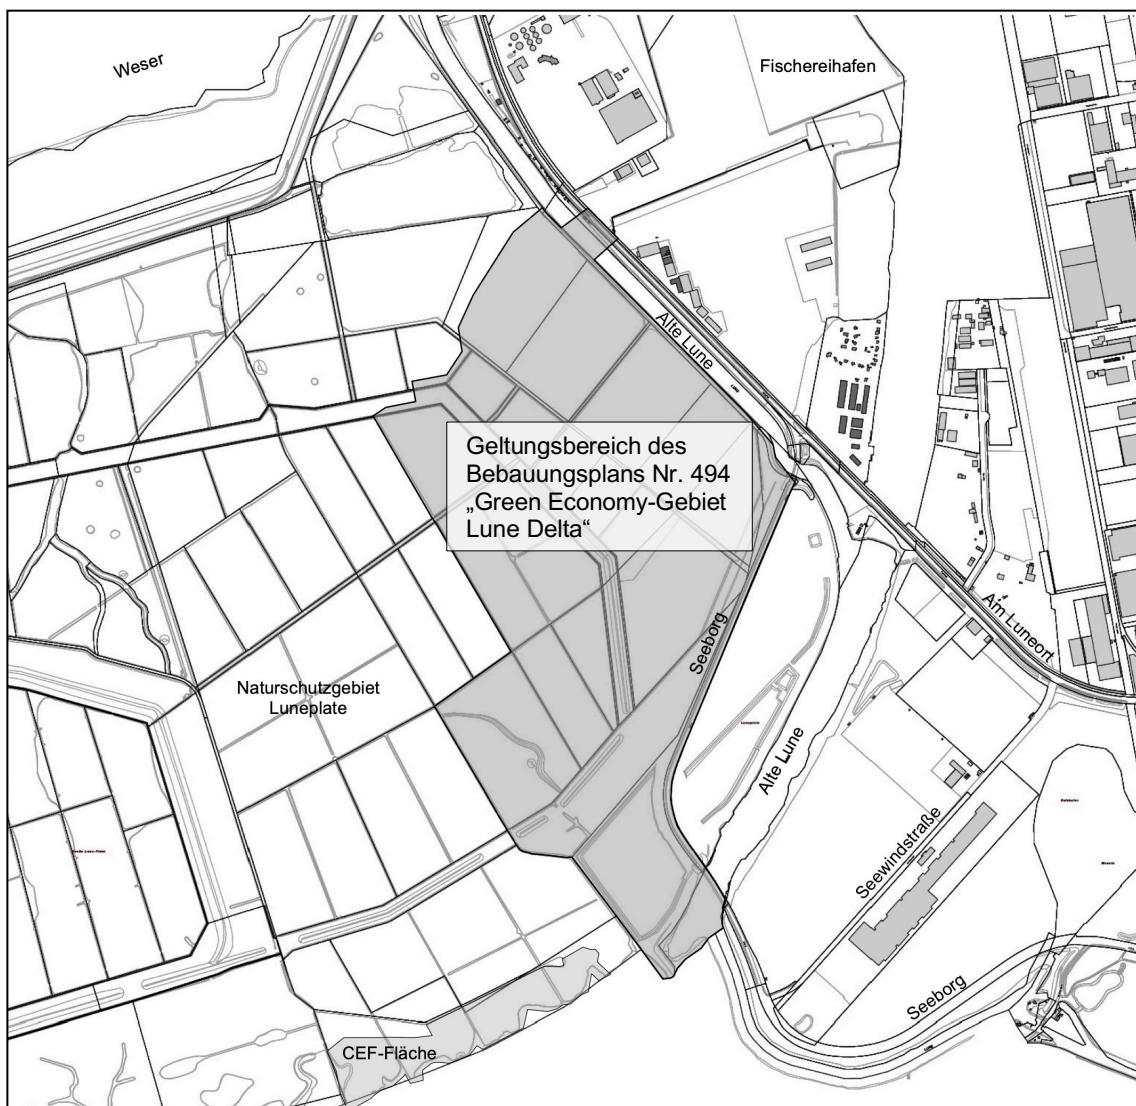 Weser
Fischereihafen
Alte Lune
Geltungsbereich des
Bebauungsplans Nr. 494
„Green Economy-Gebiet
Lune Delta“
Seeborg
Am Luneort
Naturschutzgebiet
Luneplate
Alte Lune
Seewindstraße
Seeborg
CEF-Fläche